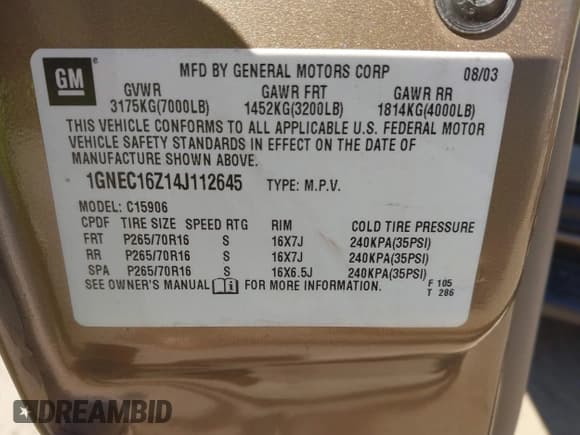 GM ®
MFD BY GENERAL MOTORS CORP 08/03
GVWR GAWR FRT GAWR RR
3175KG(7000LB) 1452KG(3200LB) 1814KG(4000LB)
THIS VEHICLE CONFORMS TO ALL APPLICABLE U.S. FEDERAL MOTOR
VEHICLE SAFETY STANDARDS IN EFFECT ON THE DATE OF
MANUFACTURE SHOWN ABOVE.
1GNEC16Z14J112645 TYPE: M.P.V.
MODEL: C15906
CPDF TIRE SIZE SPEED RTG RIM COLD TIRE PRESSURE
FRT P265/70R16 S 16X7J 240KPA(35PSI)
RR P265/70R16 S 16X7J 240KPA(35PSI)
SPA P265/70R16 S 16X6.5J 240KPA(35PSI)
SEE OWNER'S MANUAL FOR MORE INFORMATION. F 105
T 286
DREAMBID